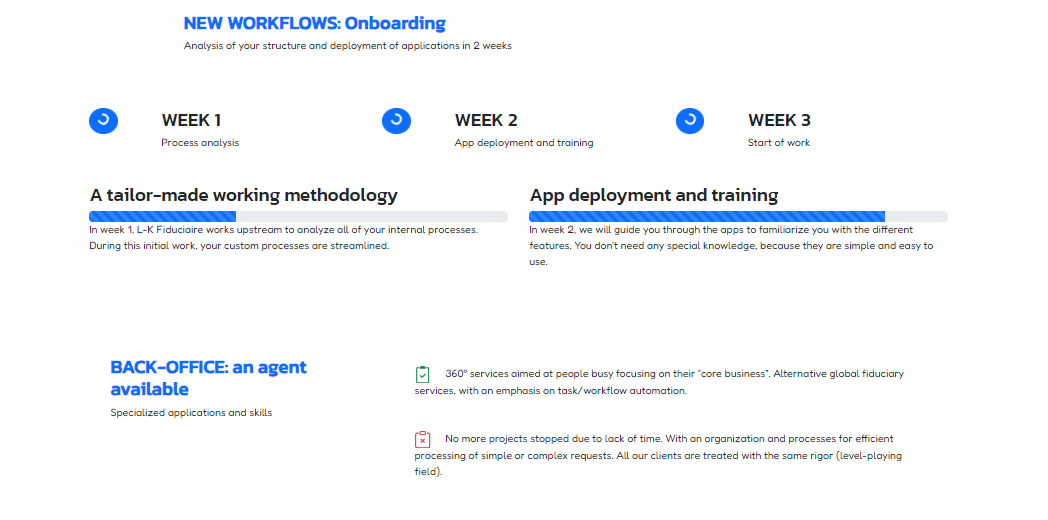 NEW WORKFLOWS: Onboarding
Analysis of your structure and deployment of applications in 2 weeks
WEEK 1
Process analysis
WEEK 2
App deployment and training
WEEK 3
Start of work
A tailor-made working methodology
In week 1, L-K Fiduciaire works upstream to analyze all of your internal processes.
During this initial work, your custom processes are streamlined.
App deployment and training
In week 2, we will guide you through the apps to familiarize you with the different
features. You don't need any special knowledge, because they are simple and easy to
use.
BACK-OFFICE: an agent
available
Specialized applications and skills
360° services aimed at people busy focusing on their "core business". Alternative global fiduciary
services, with an emphasis on task/workflow automation.
No more projects stopped due to lack of time. With an organization and processes for efficient
processing of simple or complex requests. All our clients are treated with the same rigor (level-playing
field).